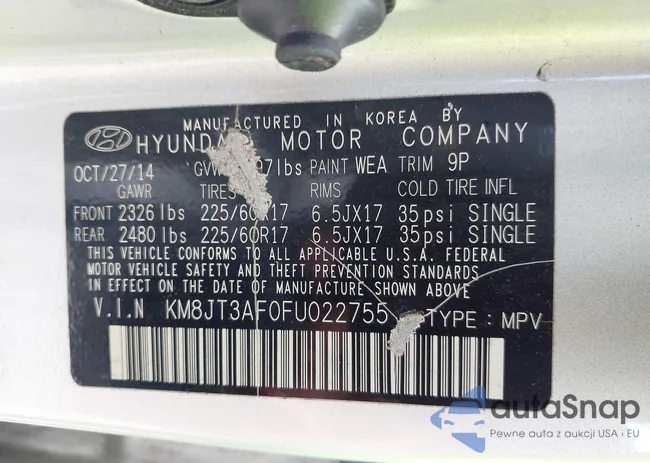 MANUFACTURED IN KOREA BY
HYUNDAI MOTOR COMPANY
OCT/27/14 GVW 7lbs PAINT WEA TRIM 9P
GAWR TIRES RIMS COLD TIRE INFL
FRONT 2326 lbs 225/60R17 6.5JX17 35psi SINGLE
REAR 2480 lbs 225/60R17 6.5JX17 35psi SINGLE
THIS VEHICLE CONFORMS TO ALL APPLICABLE U.S.A. FEDERAL
MOTOR VEHICLE SAFETY AND THEFT PREVENTION STANDARDS
IN EFFECT ON THE DATE OF MANUFACTURE SHOWN ABOVE.
V.I.N KM8JT3AF0FU022755 TYPE : MPV
autoSnap
Pewne auta z aukcji USA i EU